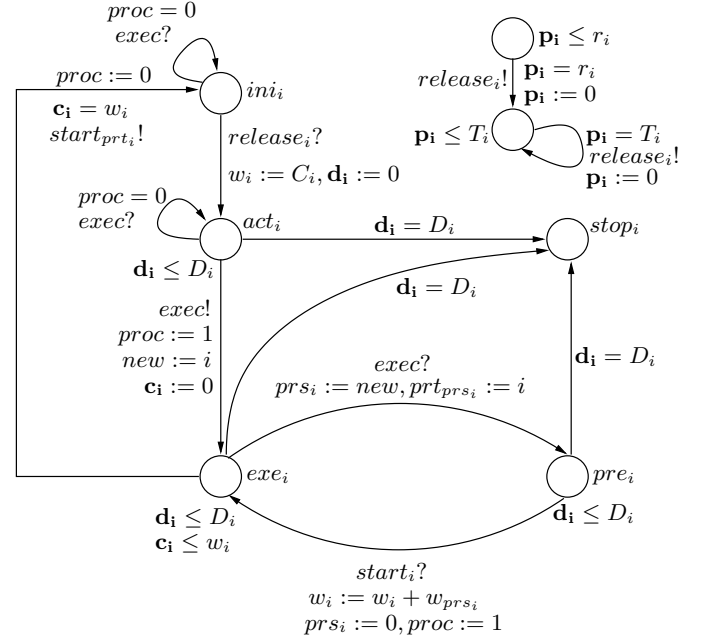 proc = 0
exec?
proc := 0
ini_i
c_i = w_i
start_{prt_i}!
release_i?
w_i := C_i, d_i := 0
p_i ≤ r_i
release_i!
p_i = r_i
p_i := 0
p_i ≤ T_i
p_i = T_i
release_i!
p_i := 0
proc = 0
exec?
act_i
d_i ≤ D_i
d_i = D_i
stop_i
d_i = D_i
exec!
proc := 1
new := i
c_i := 0
d_i = D_i
exec?
prs_i := new, prt_{prs_i} := i
exe_i
pre_i
d_i ≤ D_i
c_i ≤ w_i
d_i ≤ D_i
start_i?
w_i := w_i + w_{prs_i}
prs_i := 0, proc := 1